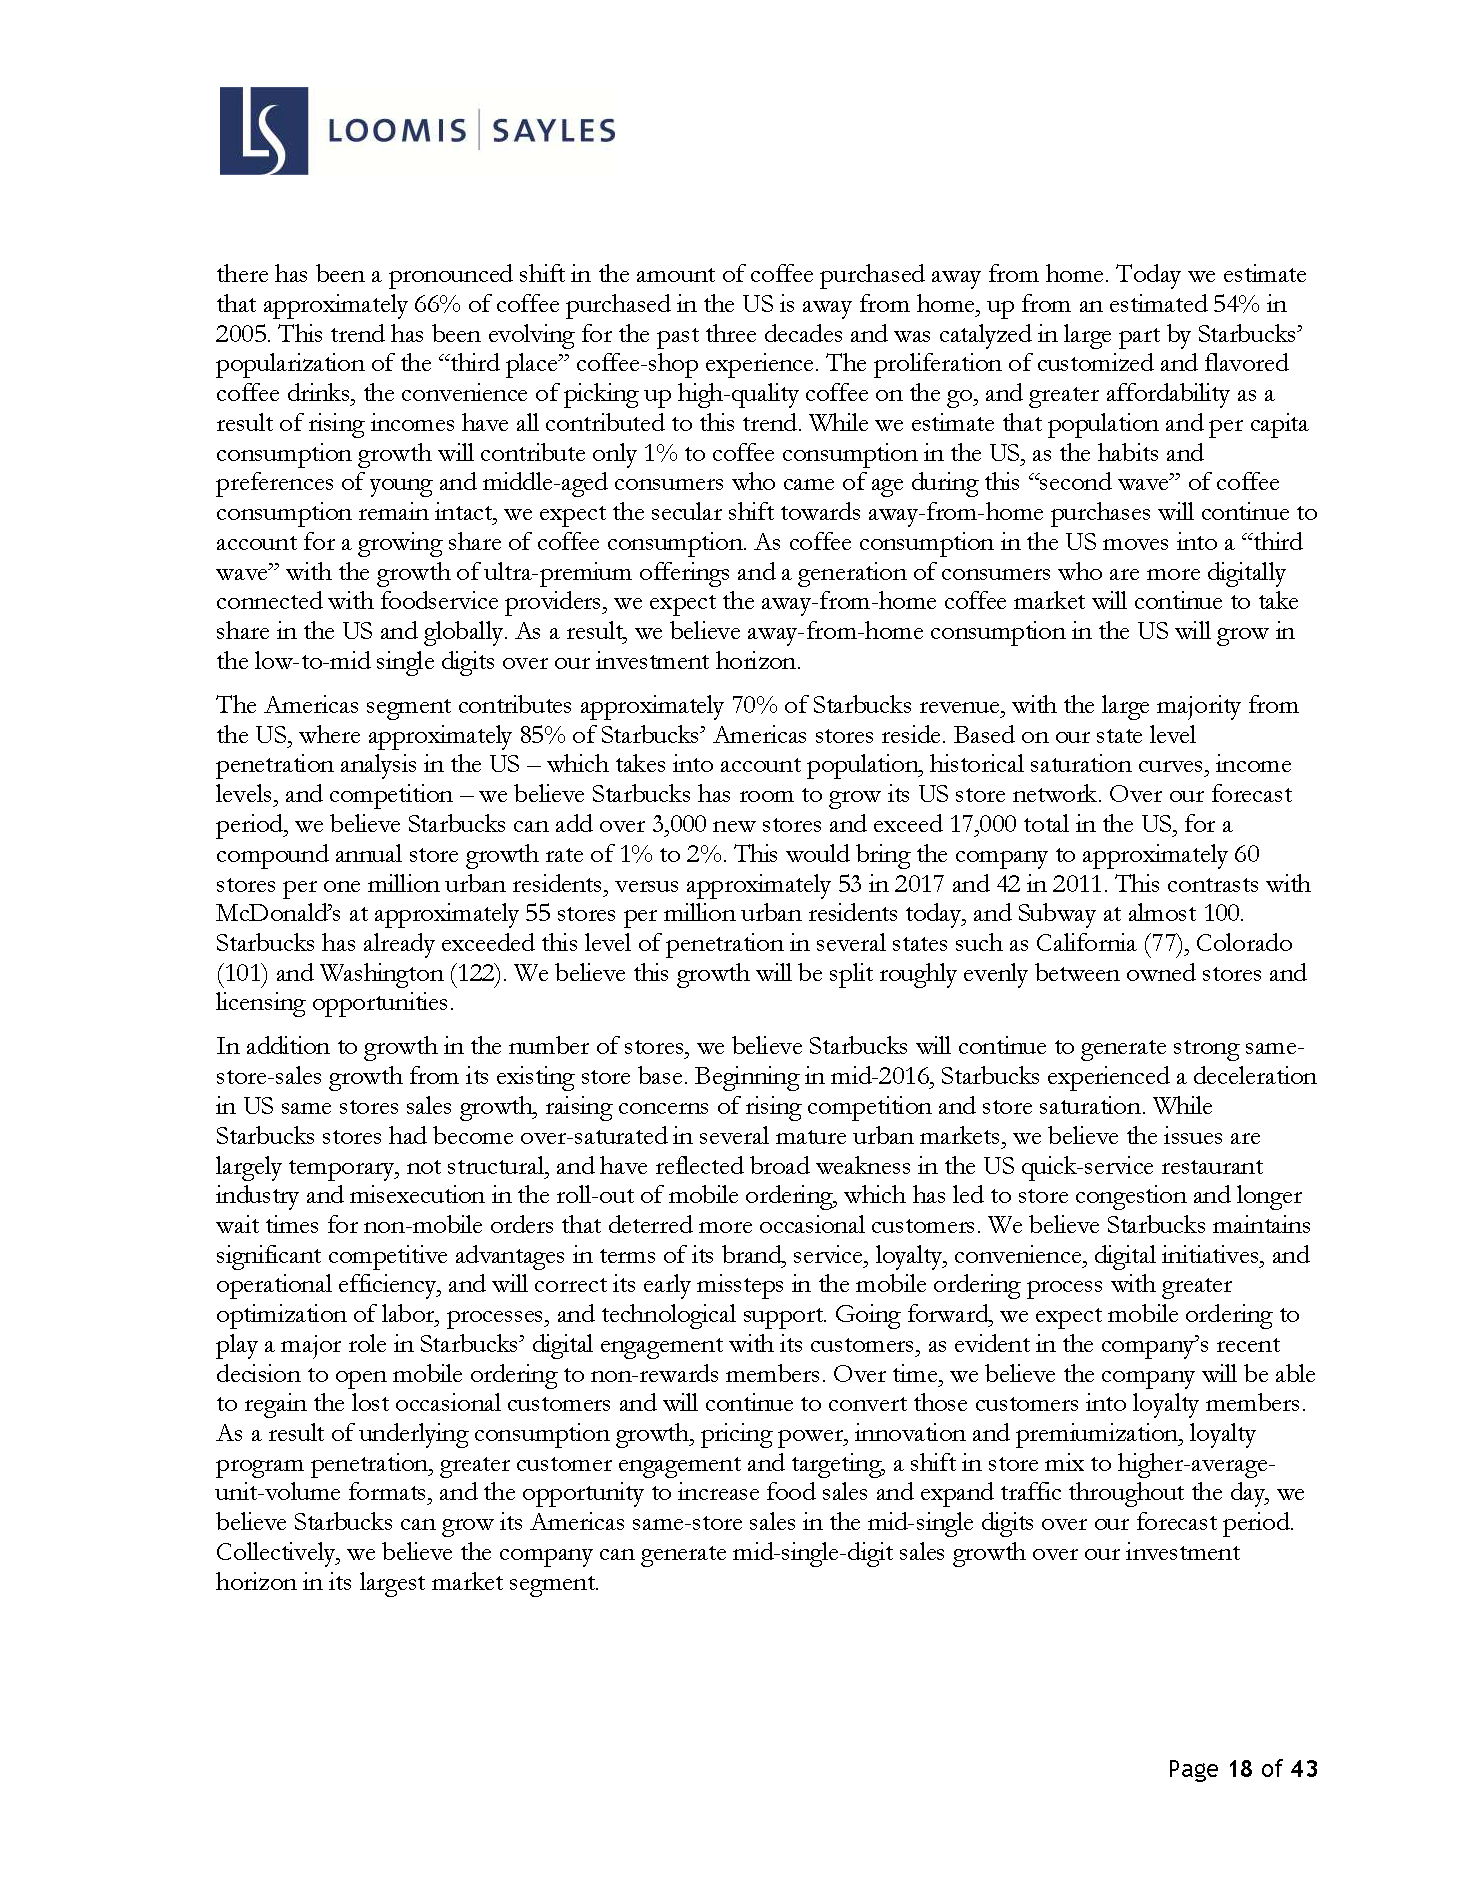 LS LOOMIS | SAYLES
there has been a pronounced shift in the amount of coffee purchased away from home. Today we estimate
that approximately 66% of coffee purchased in the US is away from home, up from an estimated 54% in
2005. This trend has been evolving for the past three decades and was catalyzed in large part by Starbucks’
popularization of the “third place” coffee-shop experience. The proliferation of customized and flavored
coffee drinks, the convenience of picking up high-quality coffee on the go, and greater affordability as a
result of rising incomes have all contributed to this trend. While we estimate that population and per capita
consumption growth will contribute only 1% to coffee consumption in the US, as the habits and
preferences of young and middle-aged consumers who came of age during this “second wave” of coffee
consumption remain intact, we expect the secular shift towards away-from-home purchases will continue to
account for a growing share of coffee consumption. As coffee consumption in the US moves into a “third
wave” with the growth of ultra-premium offerings and a generation of consumers who are more digitally
connected with foodservice providers, we expect the away-from-home coffee market will continue to take
share in the US and globally. As a result, we believe away-from-home consumption in the US will grow in
the low-to-mid single digits over our investment horizon.
The Americas segment contributes approximately 70% of Starbucks revenue, with the large majority from
the US, where approximately 85% of Starbucks’ Americas stores reside. Based on our state level
penetration analysis in the US – which takes into account population, historical saturation curves, income
levels, and competition – we believe Starbucks has room to grow its US store network. Over our forecast
period, we believe Starbucks can add over 3,000 new stores and exceed 17,000 total in the US, for a
compound annual store growth rate of 1% to 2%. This would bring the company to approximately 60
stores per one million urban residents, versus approximately 53 in 2017 and 42 in 2011. This contrasts with
McDonald’s at approximately 55 stores per million urban residents today, and Subway at almost 100.
Starbucks has already exceeded this level of penetration in several states such as California (77), Colorado
(101) and Washington (122). We believe this growth will be split roughly evenly between owned stores and
licensing opportunities.
In addition to growth in the number of stores, we believe Starbucks will continue to generate strong same-
store-sales growth from its existing store base. Beginning in mid-2016, Starbucks experienced a deceleration
in US same stores sales growth, raising concerns of rising competition and store saturation. While
Starbucks stores had become over-saturated in several mature urban markets, we believe the issues are
largely temporary, not structural, and have reflected broad weakness in the US quick-service restaurant
industry and misexecution in the roll-out of mobile ordering, which has led to store congestion and longer
wait times for non-mobile orders that deterred more occasional customers. We believe Starbucks maintains
significant competitive advantages in terms of its brand, service, loyalty, convenience, digital initiatives, and
operational efficiency, and will correct its early missteps in the mobile ordering process with greater
optimization of labor, processes, and technological support. Going forward, we expect mobile ordering to
play a major role in Starbucks’ digital engagement with its customers, as evident in the company’s recent
decision to open mobile ordering to non-rewards members. Over time, we believe the company will be able
to regain the lost occasional customers and will continue to convert those customers into loyalty members.
As a result of underlying consumption growth, pricing power, innovation and premiumization, loyalty
program penetration, greater customer engagement and targeting, a shift in store mix to higher-average-
unit-volume formats, and the opportunity to increase food sales and expand traffic throughout the day, we
believe Starbucks can grow its Americas same-store sales in the mid-single digits over our forecast period.
Collectively, we believe the company can generate mid-single-digit sales growth over our investment
horizon in its largest market segment.
Page 18 of 43